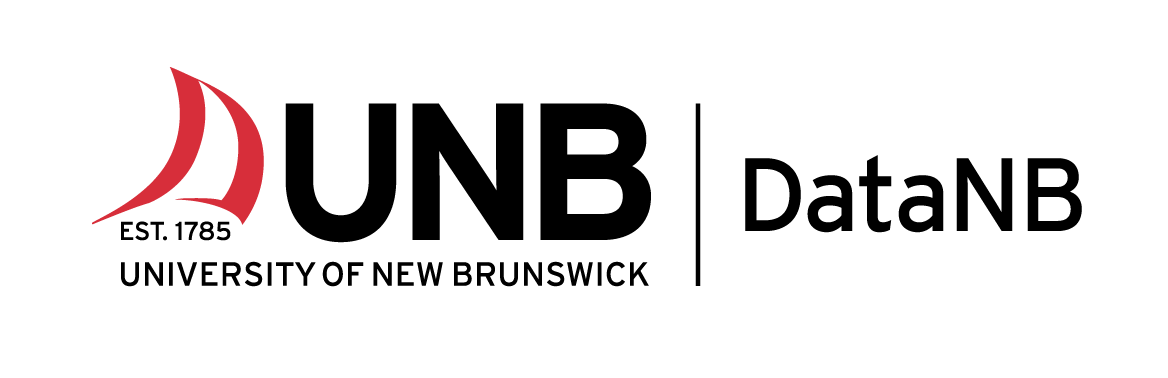 UNB
EST. 1785
UNIVERSITY OF NEW BRUNSWICK
DataNB